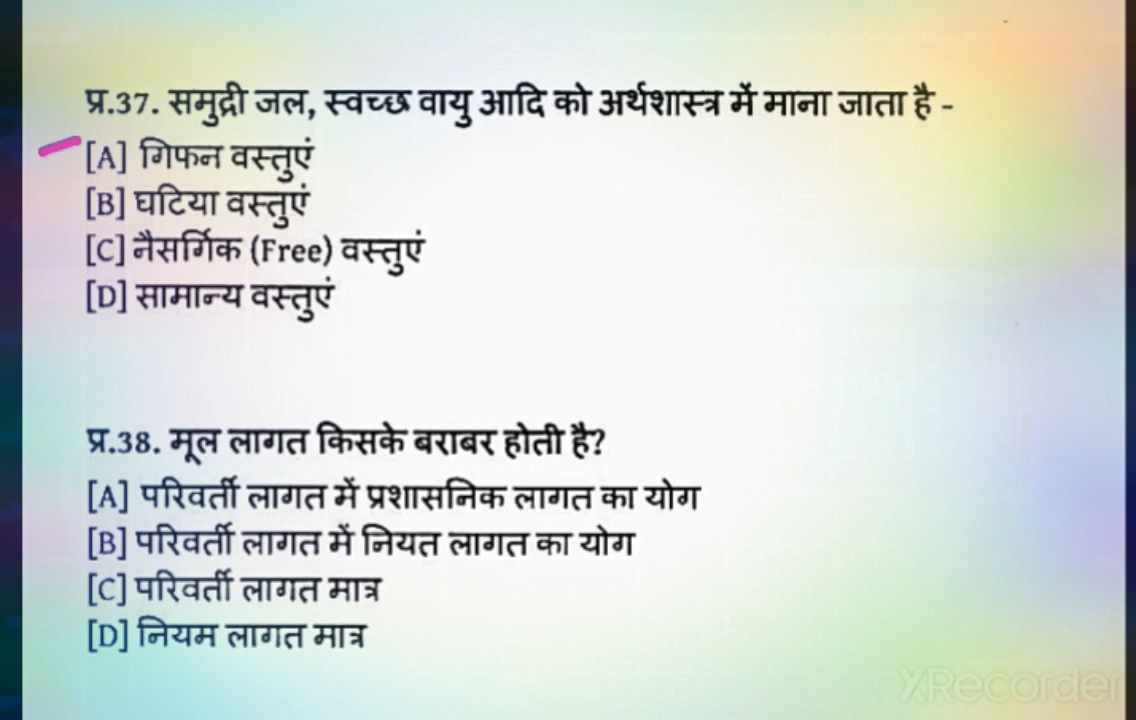 प्र.37. समुद्री जल, स्वच्छ वायु आदि को अर्थशास्त्र में माना जाता है -
[A] गिफन वस्तुएं
[B] घटिया वस्तुएं
[C] नैसर्गिक (Free) वस्तुएं
[D] सामान्य वस्तुएं
प्र.38. मूल लागत किसके बराबर होती है?
[A] परिवर्ती लागत में प्रशासनिक लागत का योग
[B] परिवर्ती लागत में नियत लागत का योग
[C] परिवर्ती लागत मात्र
[D] नियम लागत मात्र
XRecorder